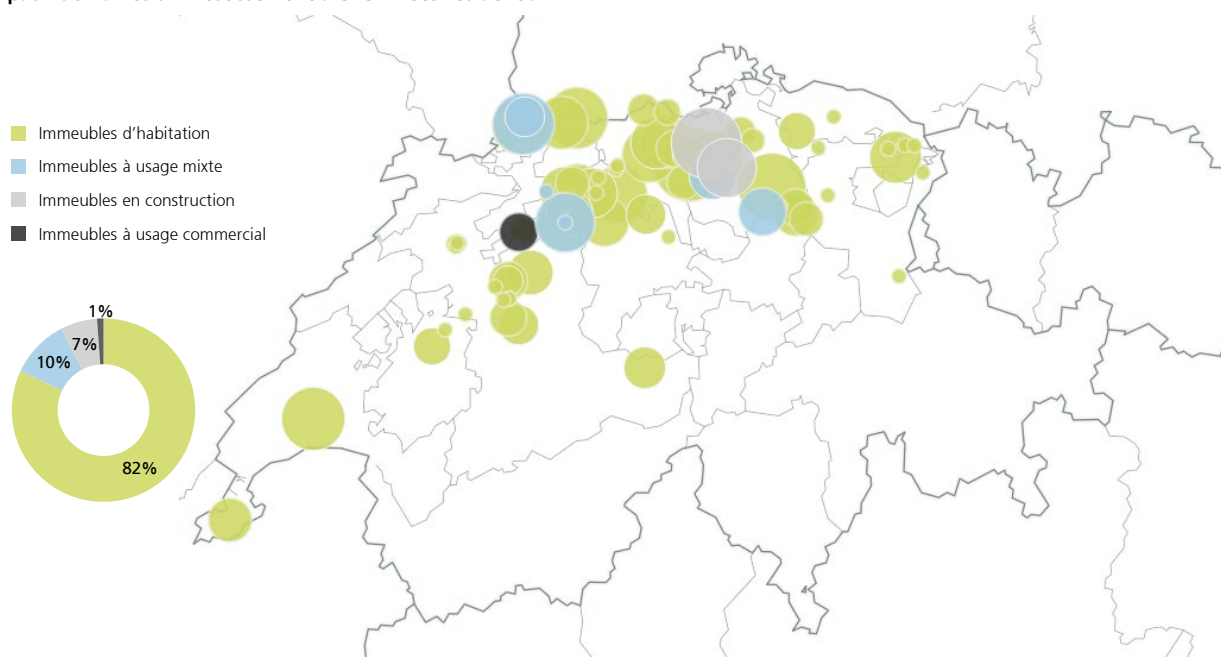 Immeubles d’habitation
Immeubles à usage mixte
Immeubles en construction
Immeubles à usage commercial
1%
7%
10%
82%